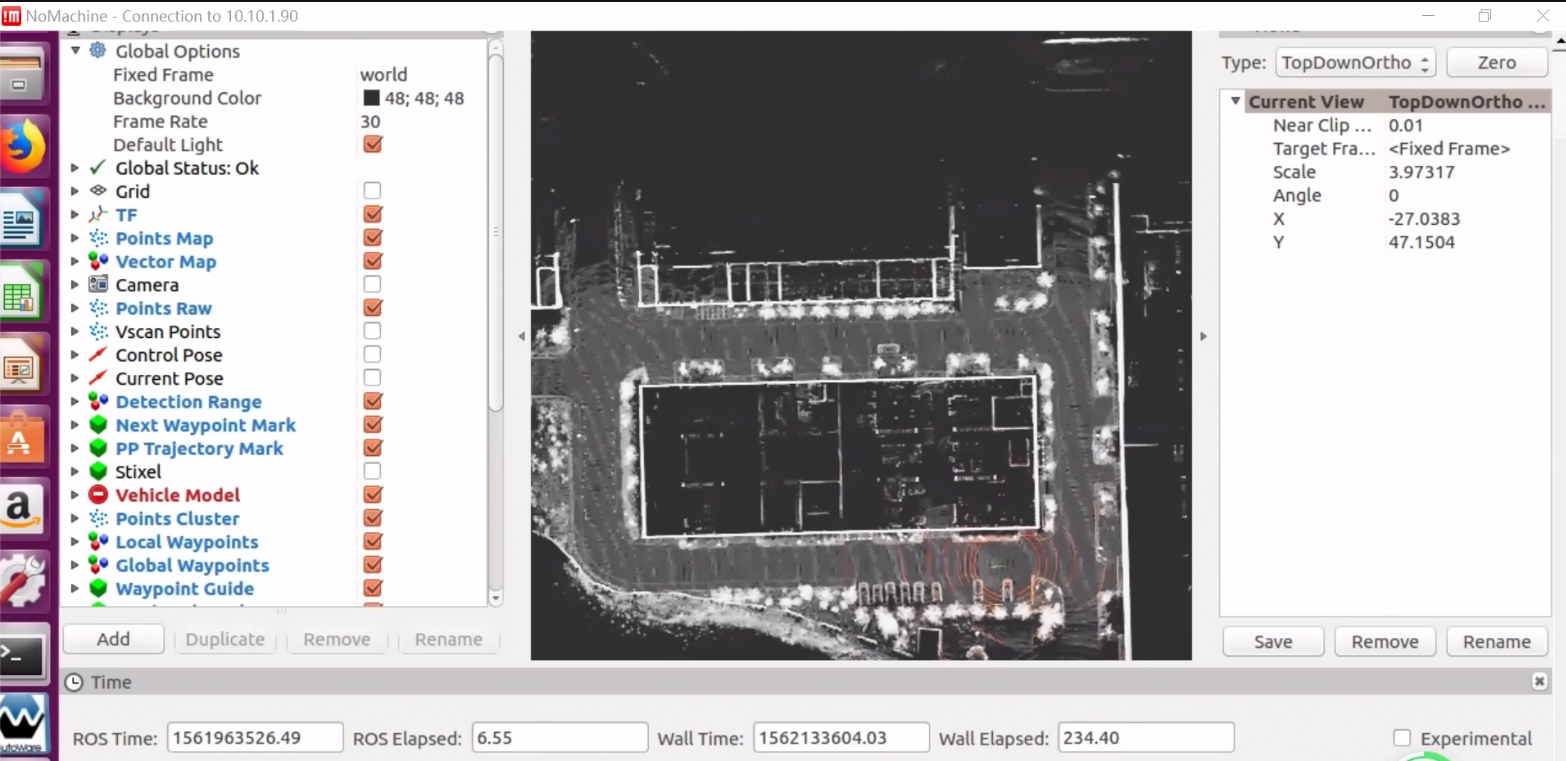 NoMachine - Connection to 10.10.1.90
Displays
Global Options
Fixed Frame world
Background Color 48; 48; 48
Frame Rate 30
Default Light
Global Status: Ok
Grid
TF
Points Map
Vector Map
Camera
Points Raw
Vscan Points
Control Pose
Current Pose
Detection Range
Next Waypoint Mark
PP Trajectory Mark
Stixel
Vehicle Model
Points Cluster
Local Waypoints
Global Waypoints
Waypoint Guide
Add Duplicate Remove Rename
Type: TopDownOrtho Zero
Current View TopDownOrtho ...
Near Clip ... 0.01
Target Fra... <Fixed Frame>
Scale 3.97317
Angle 0
X -27.0383
Y 47.1504
Save Remove Rename
Time
ROS Time: 1561963526.49 ROS Elapsed: 6.55 Wall Time: 1562133604.03 Wall Elapsed: 234.40 Experimental
AutoWare